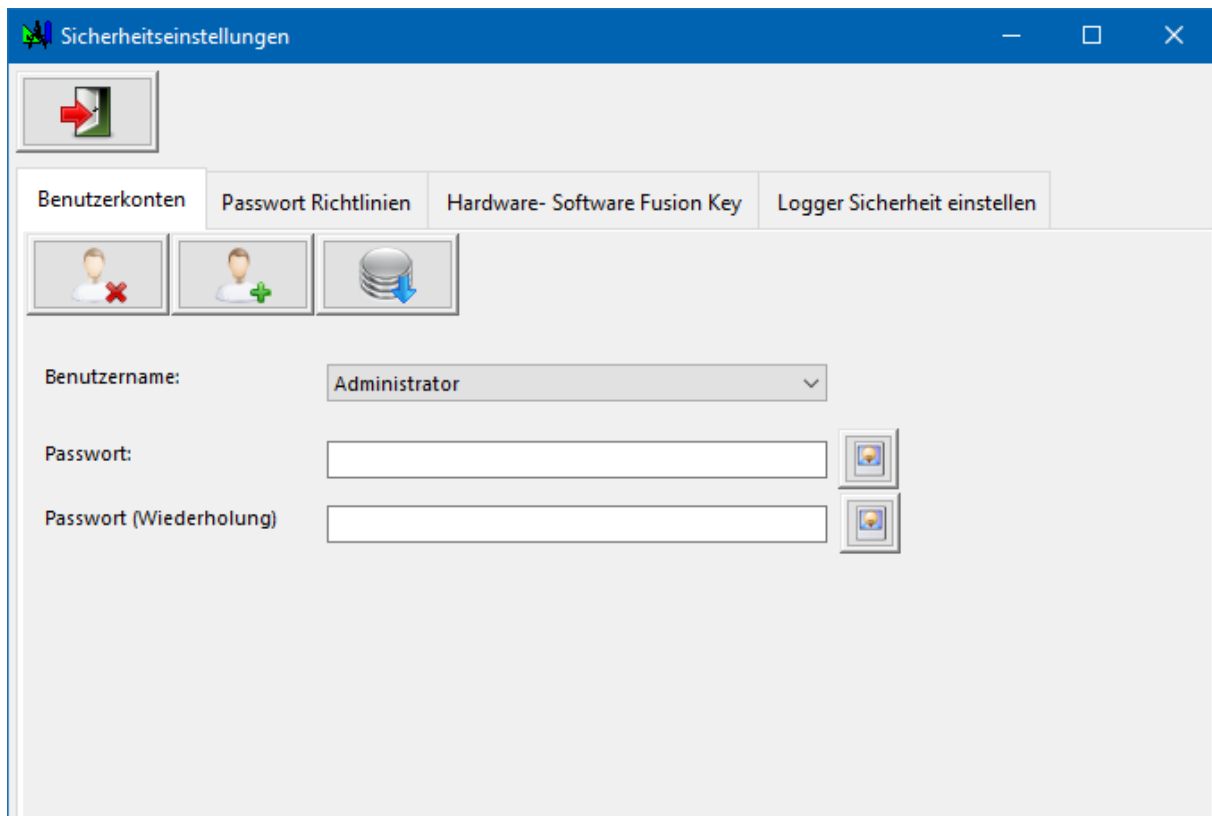 Sicherheitseinstellungen
Benutzerkonten Passwort Richtlinien Hardware- Software Fusion Key Logger Sicherheit einstellen
Benutzername: Administrator
Passwort:
Passwort (Wiederholung)